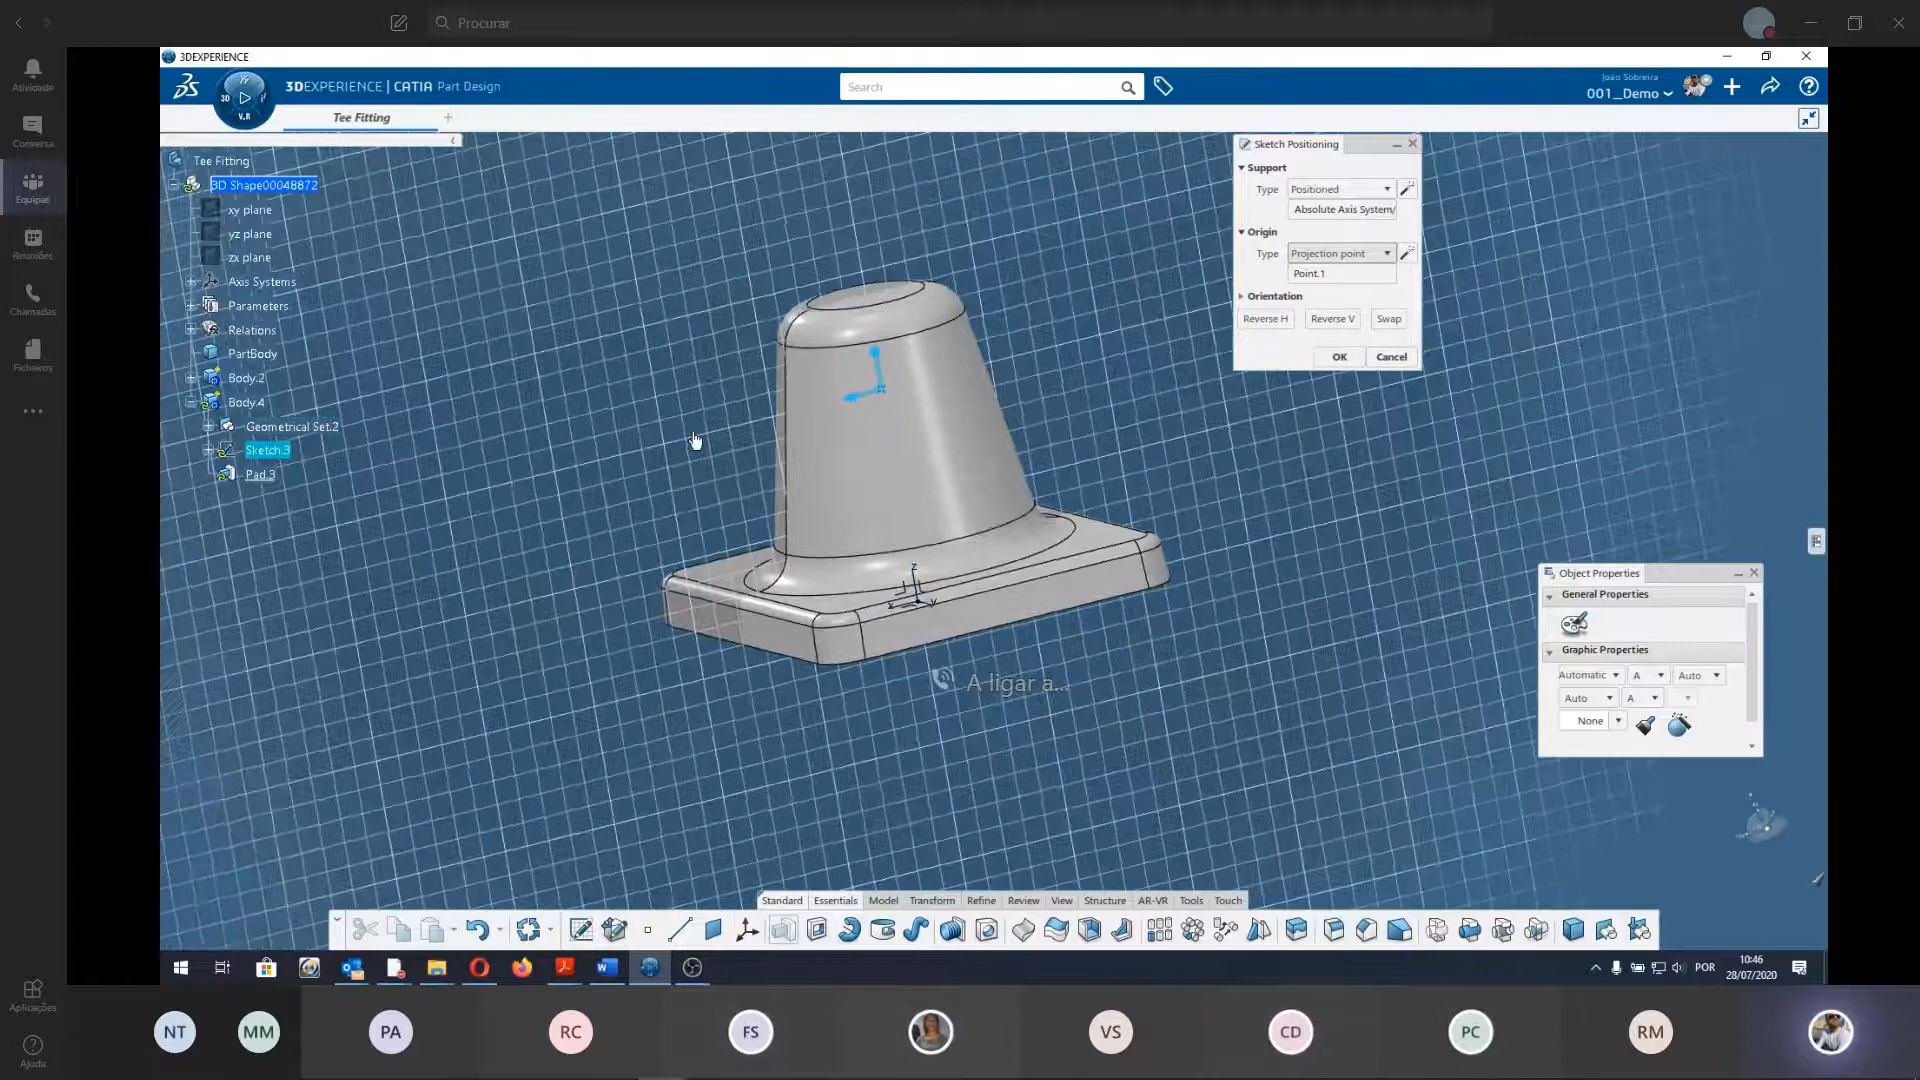 Procurar
Atividade
Conversa
Equipas
Reuniões
Chamadas
Ficheiros
Aplicações
Ajuda
3DEXPERIENCE
3DEXPERIENCE | CATIA Part Design
3D
V.R
Search
João Sobreira
001__Demo
Tee Fitting
Tee Fitting
3D Shape00048872
xy plane
yz plane
zx plane
Axis Systems
Parameters
Relations
PartBody
Body.2
Body.4
Geometrical Set.2
Sketch.3
Pad.3
Sketch Positioning
Support
Type Positioned
Absolute Axis System/
Origin
Type Projection point
Point.1
Orientation
Reverse H Reverse V Swap
OK Cancel
z
x y
A ligar a...
Object Properties
General Properties
Graphic Properties
Automatic A Auto
Auto A
None
Standard Essentials Model Transform Refine Review View Structure AR-VR Tools Touch
POR
10:46
28/07/2020
NT MM PA RC FS VS CD PC RM